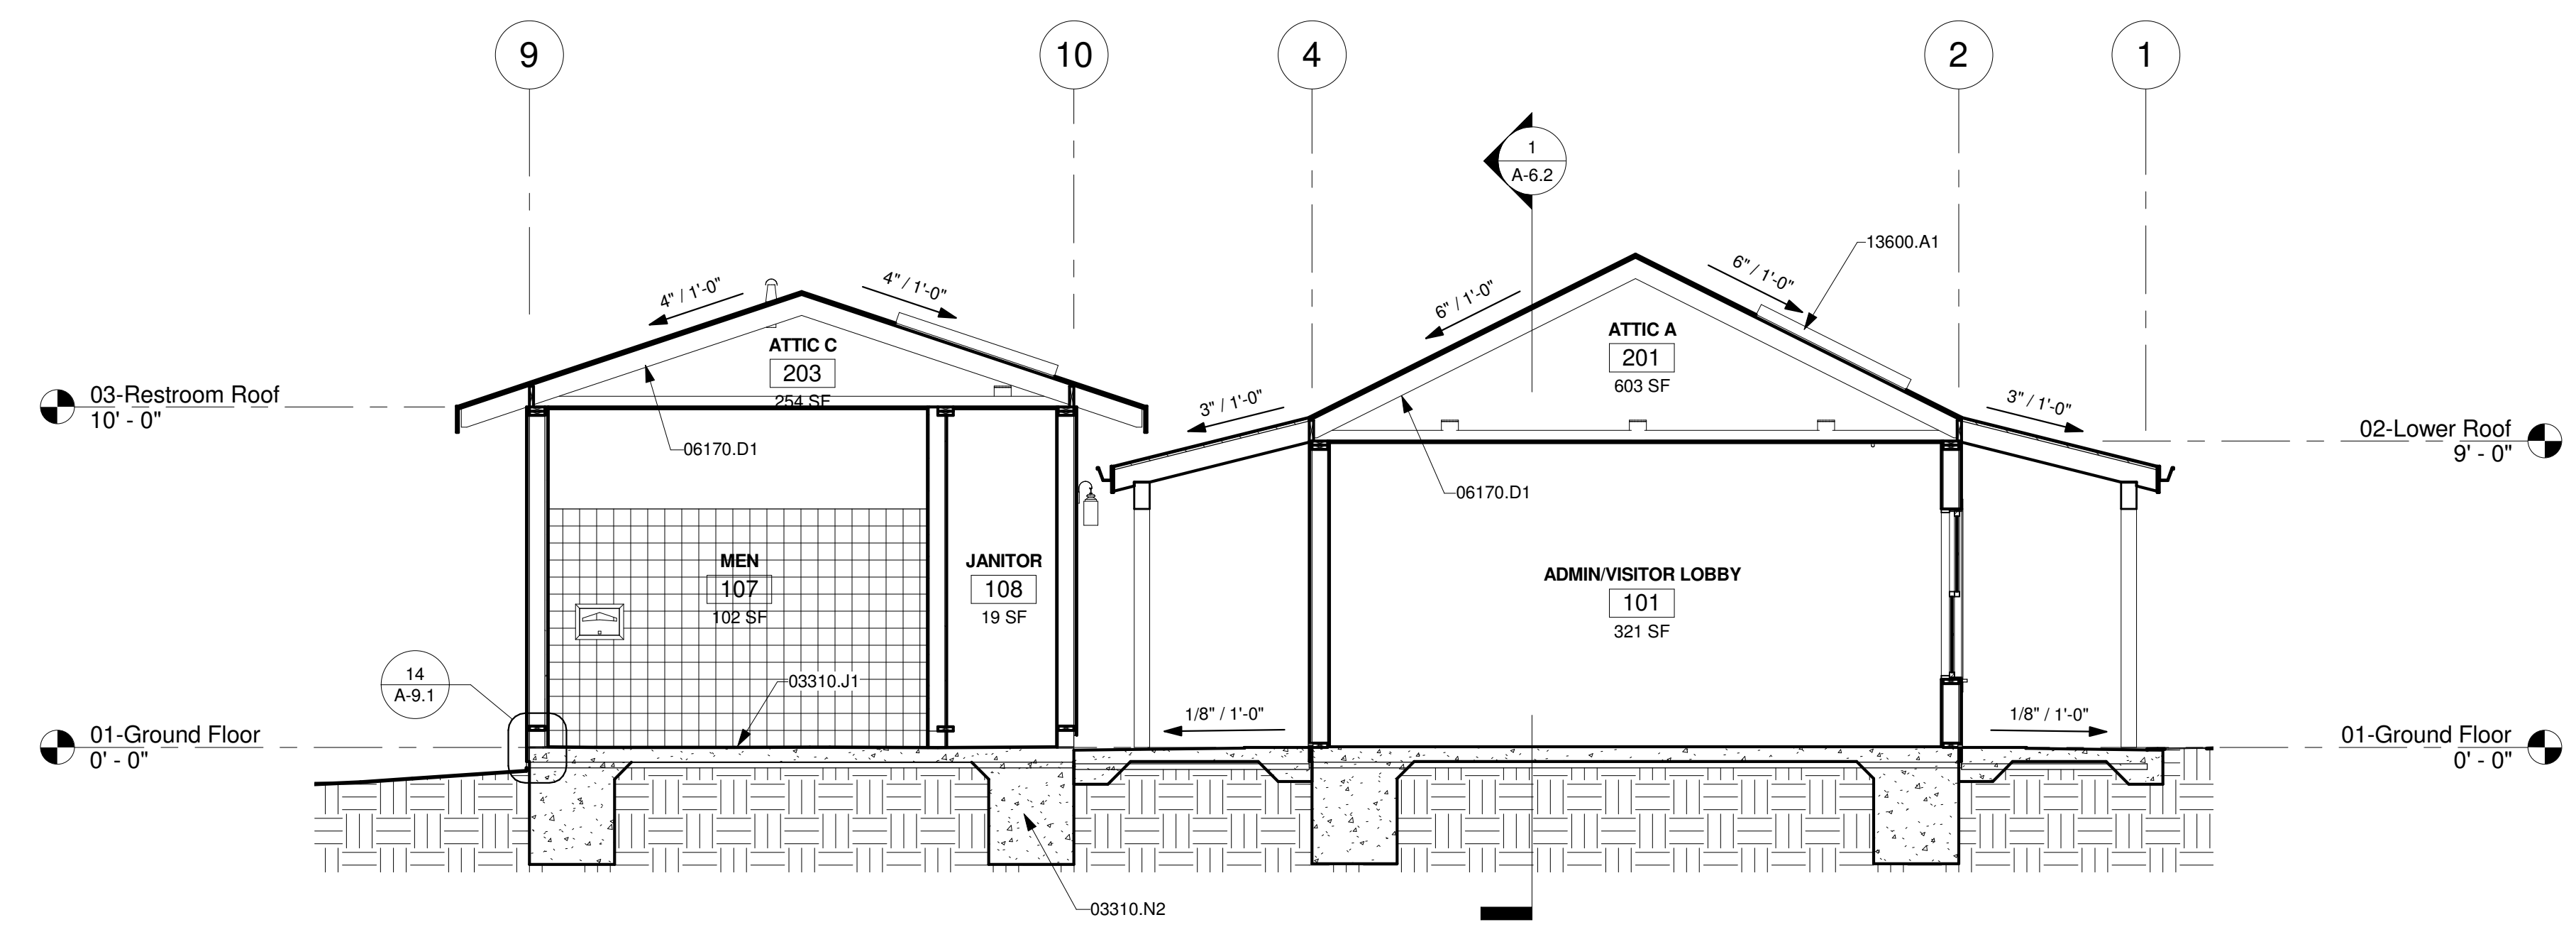 9
10
4
2
1
1
A-6.2
13600.A1
4" / 1'-0"
4" / 1'-0"
6" / 1'-0"
6" / 1'-0"
ATTIC C
203
254 SF
ATTIC A
201
603 SF
03-Restroom Roof
10' - 0"
3" / 1'-0"
3" / 1'-0"
02-Lower Roof
9' - 0"
06170.D1
06170.D1
MEN
107
102 SF
JANITOR
108
19 SF
ADMIN/VISITOR LOBBY
101
321 SF
14
A-9.1
03310.J1
1/8" / 1'-0"
1/8" / 1'-0"
01-Ground Floor
0' - 0"
01-Ground Floor
0' - 0"
03310.N2